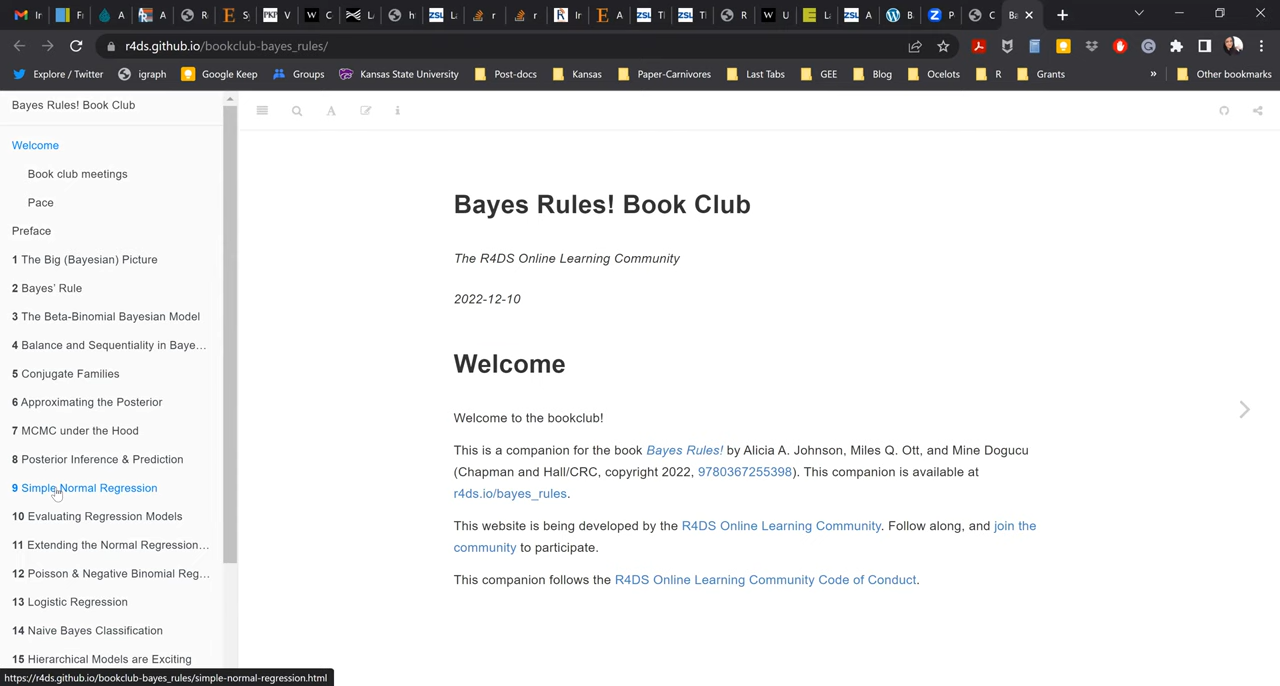 r4ds.github.io/bookclub-bayes_rules/
Explore / Twitter
igraph
Google Keep
Groups
Kansas State University
Post-docs
Kansas
Paper-Carnivores
Last Tabs
GEE
Blog
Ocelots
R
Grants
»
Other bookmarks
Bayes Rules! Book Club
Welcome
Book club meetings
Pace
Preface
1 The Big (Bayesian) Picture
2 Bayes' Rule
3 The Beta-Binomial Bayesian Model
4 Balance and Sequentiality in Baye…
5 Conjugate Families
6 Approximating the Posterior
7 MCMC under the Hood
8 Posterior Inference & Prediction
9 Simple Normal Regression
10 Evaluating Regression Models
11 Extending the Normal Regression…
12 Poisson & Negative Binomial Reg…
13 Logistic Regression
14 Naive Bayes Classification
15 Hierarchical Models are Exciting
https://r4ds.github.io/bookclub-bayes_rules/simple-normal-regression.html
Bayes Rules! Book Club
The R4DS Online Learning Community
2022-12-10
Welcome
Welcome to the bookclub!
This is a companion for the book Bayes Rules! by Alicia A. Johnson, Miles Q. Ott, and Mine Dogucu
(Chapman and Hall/CRC, copyright 2022, 9780367255398). This companion is available at
r4ds.io/bayes_rules.
This website is being developed by the R4DS Online Learning Community. Follow along, and join the
community to participate.
This companion follows the R4DS Online Learning Community Code of Conduct.